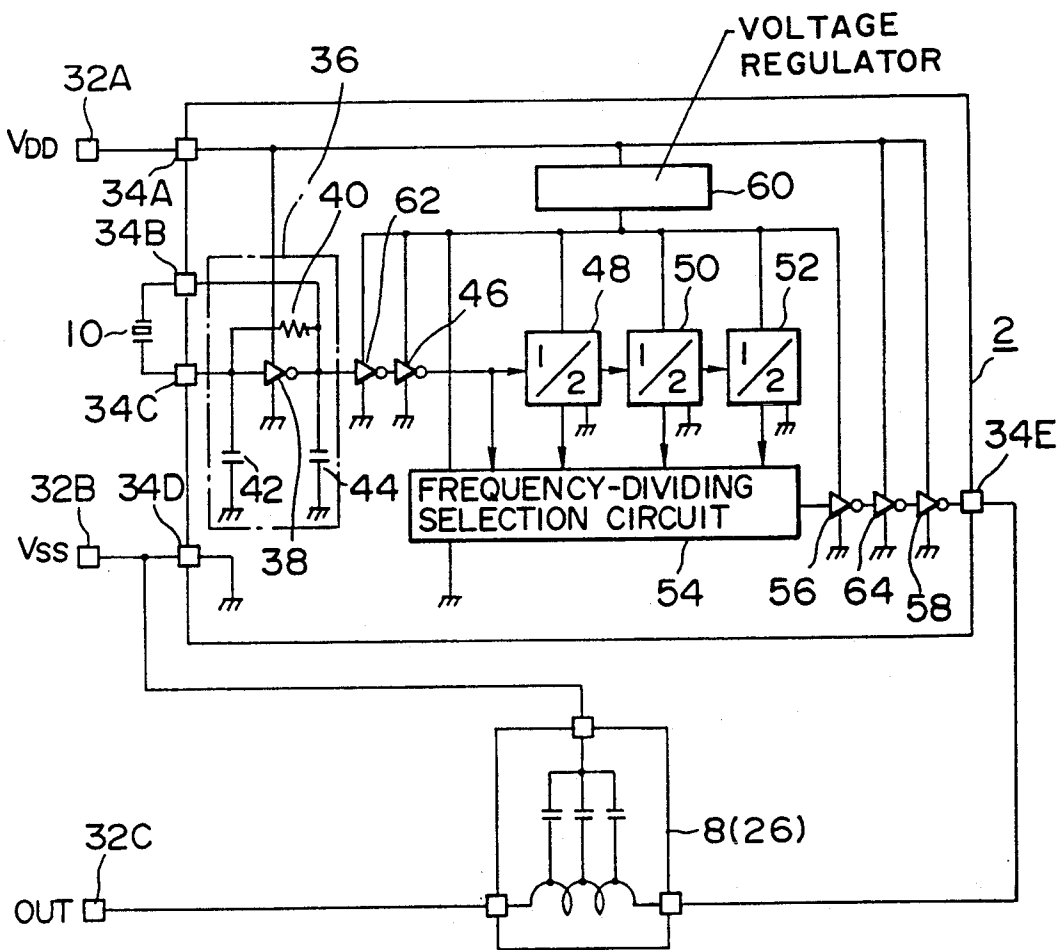 VOLTAGE
REGULATOR
36
32A
VDD
34A
40
62
60
34B
46
48
50
52
10
1/2
1/2
1/2
2
34C
34E
42
44
32B
34D
FREQUENCY-DIVIDING
SELECTION CIRCUIT
VSS
38
54
56
64
58
8(26)
32C
OUT